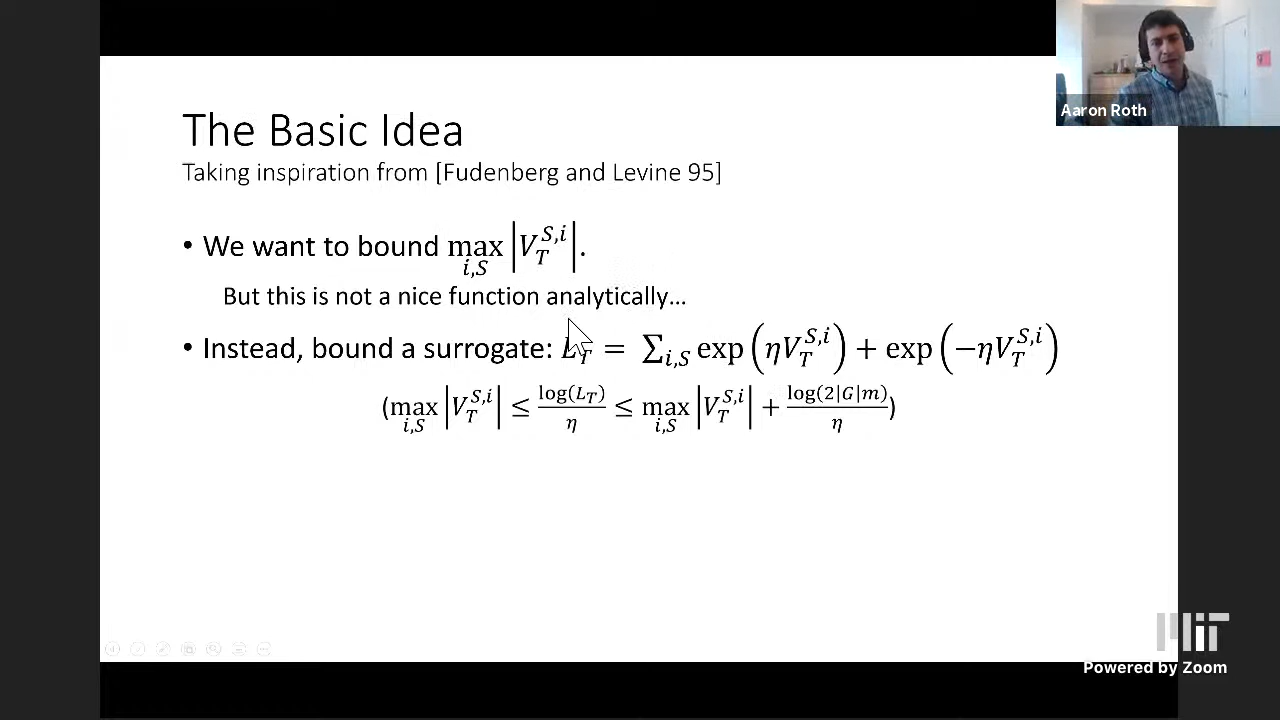 Aaron Roth
The Basic Idea
Taking inspiration from [Fudenberg and Levine 95]
• We want to bound max_{i,S} |V_T^{S,i}|.
But this is not a nice function analytically…
• Instead, bound a surrogate: L_T = ∑_{i,S} exp(ηV_T^{S,i}) + exp(−ηV_T^{S,i})
(max_{i,S} |V_T^{S,i}| ≤ log(L_T)/η ≤ max_{i,S} |V_T^{S,i}| + log(2|G|m)/η)
MIT
Powered by Zoom